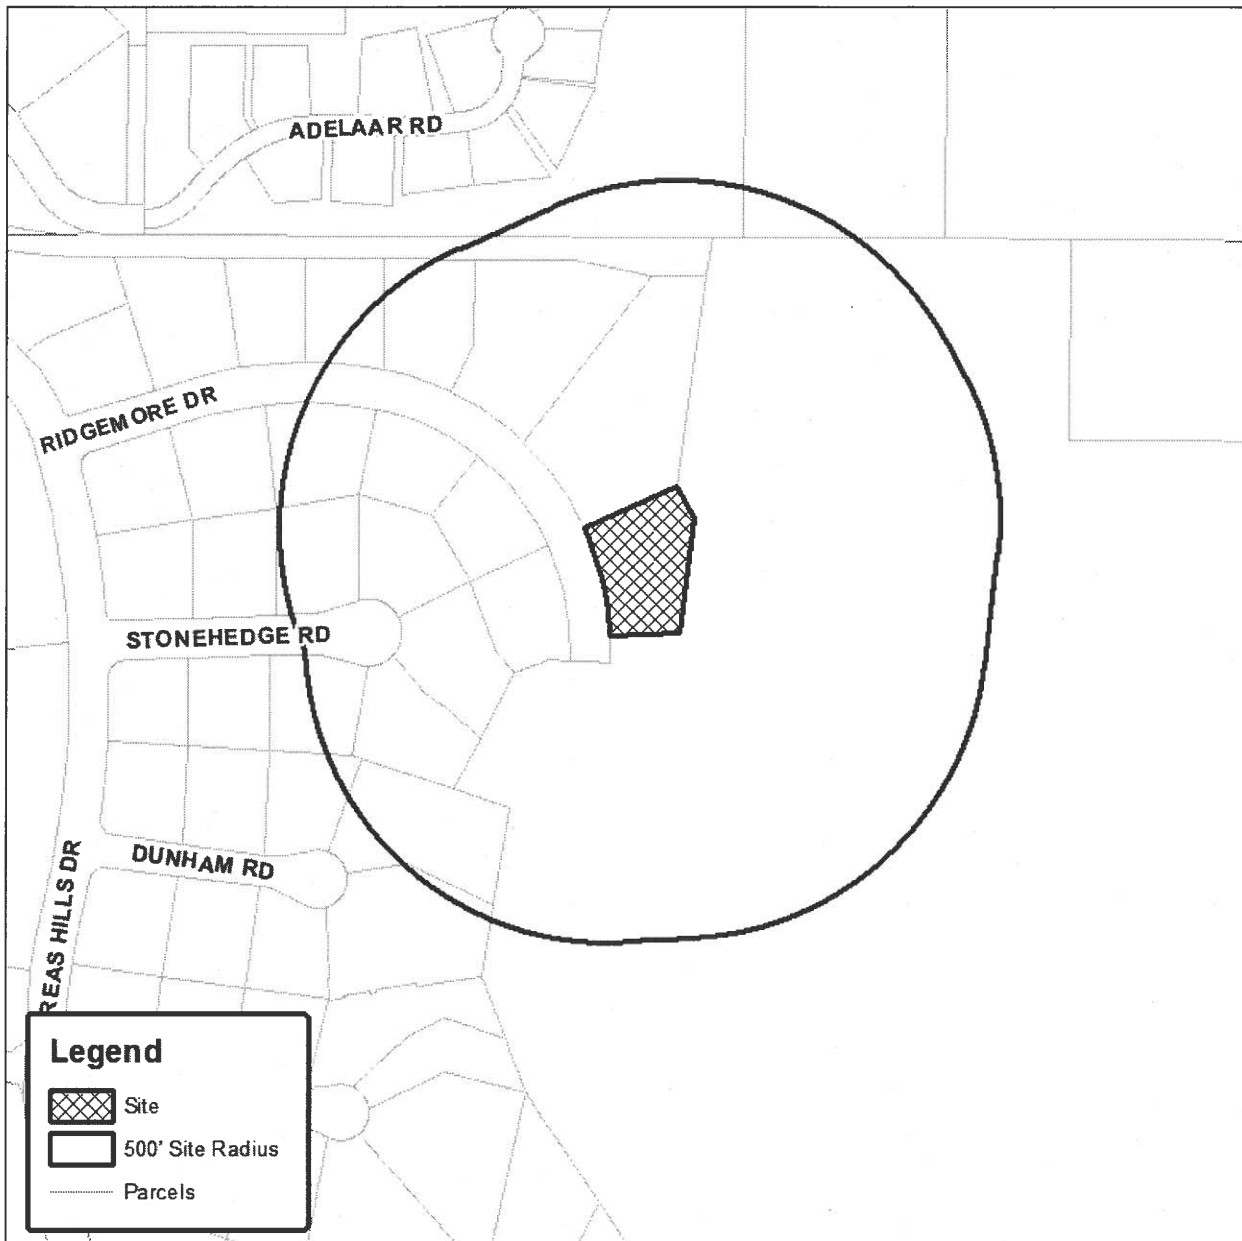 ADELAAR RD
RIDGEMORE DR
STONEHEDGE RD
DUNHAM RD
REAS HILLS DR
Legend
Site
500' Site Radius
Parcels